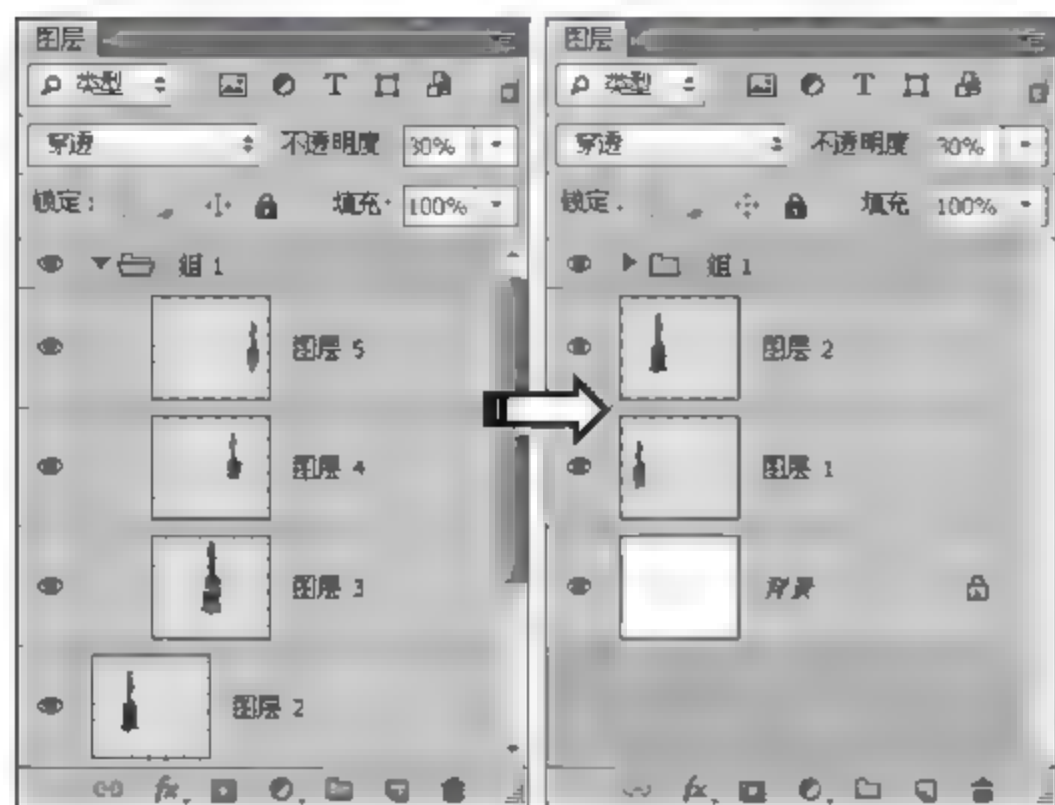 图层
类型 T
穿透 不透明度 30%
锁定: 填充: 100%
组 1
图层 5
图层 4
图层 3
图层 2
fx
图层
类型 T
穿透 不透明度 30%
锁定: 填充: 100%
组 1
图层 2
图层 1
背景
fx